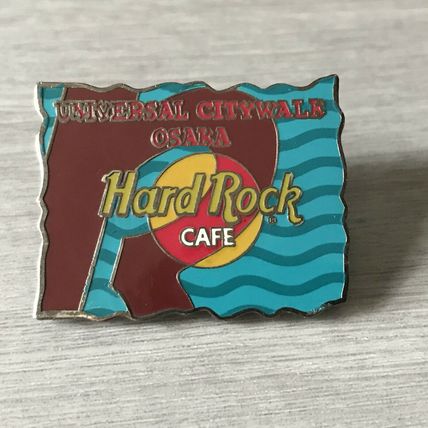 UNIVERSAL CITYWALK
OSAKA
Hard Rock
CAFE